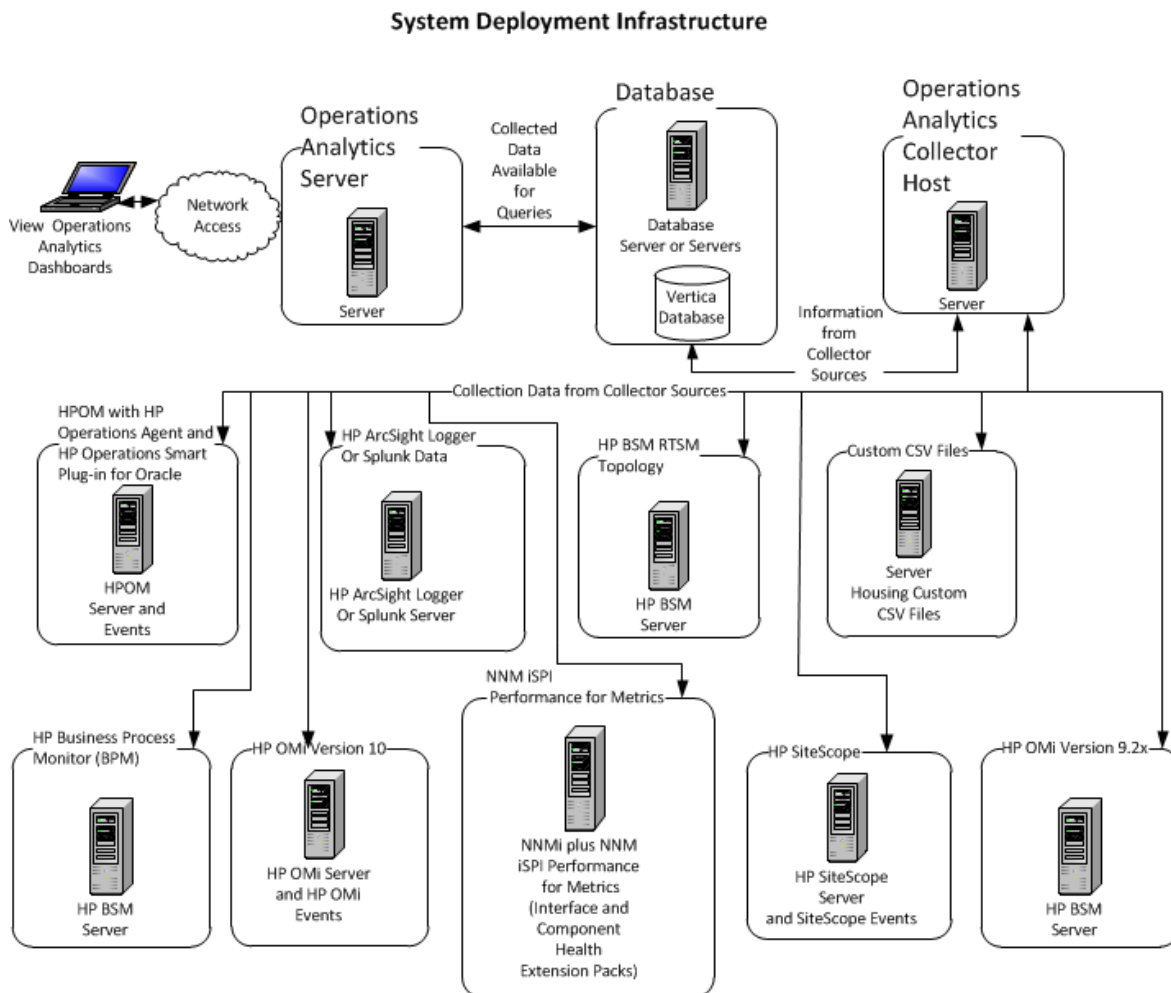 System Deployment Infrastructure
View Operations
Analytics
Dashboards
Network
Access
Operations
Analytics
Server
Server
Collected
Data
Available
for
Queries
Database
Database
Server or Servers
Vertica
Database
Operations
Analytics
Collector
Host
Server
Information
from
Collector
Sources
Collection Data from Collector Sources
HPOM with HP
Operations Agent and
HP Operations Smart
Plug-in for Oracle
HPOM
Server and
Events
HP ArcSight Logger
Or Splunk Data
HP ArcSight Logger
Or Splunk Server
HP BSM RTSM
Topology
HP BSM
Server
Custom CSV Files
Server
Housing Custom
CSV Files
HP Business Process
Monitor (BPM)
HP BSM
Server
HP OMi Version 10
HP OMi Server
and HP OMi
Events
NNM iSPI
Performance for Metrics
NNMi plus NNM
iSPI Performance
for Metrics
(Interface and
Component
Health
Extension Packs)
HP SiteScope
HP SiteScope
Server
and SiteScope Events
HP OMi Version 9.2x
HP BSM
Server